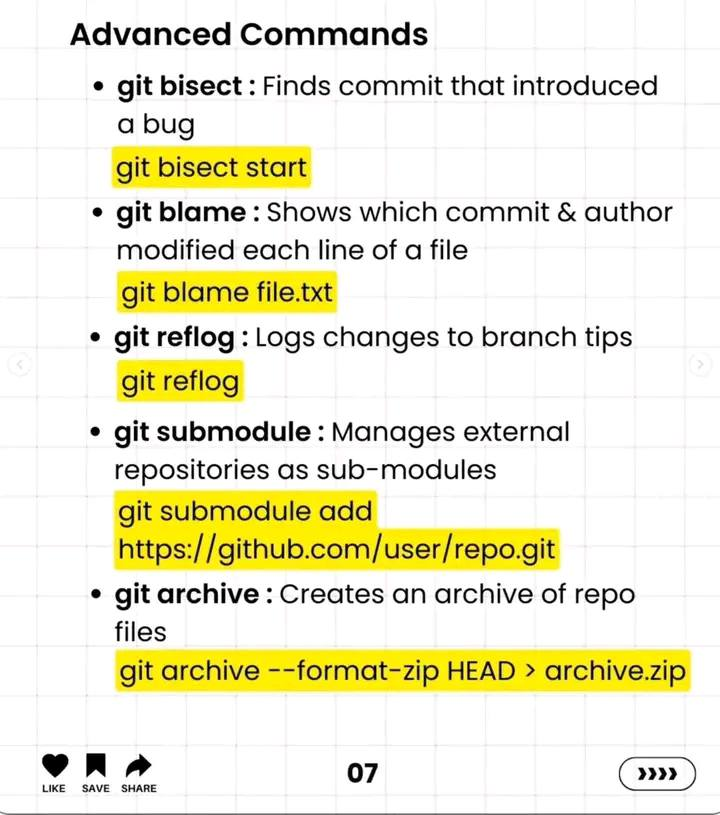 Advanced Commands
• git bisect : Finds commit that introduced
a bug
git bisect start
• git blame : Shows which commit & author
modified each line of a file
git blame file.txt
• git reflog : Logs changes to branch tips
git reflog
• git submodule : Manages external
repositories as sub-modules
git submodule add
https://github.com/user/repo.git
• git archive : Creates an archive of repo
files
git archive --format-zip HEAD > archive.zip
LIKE SAVE SHARE
07